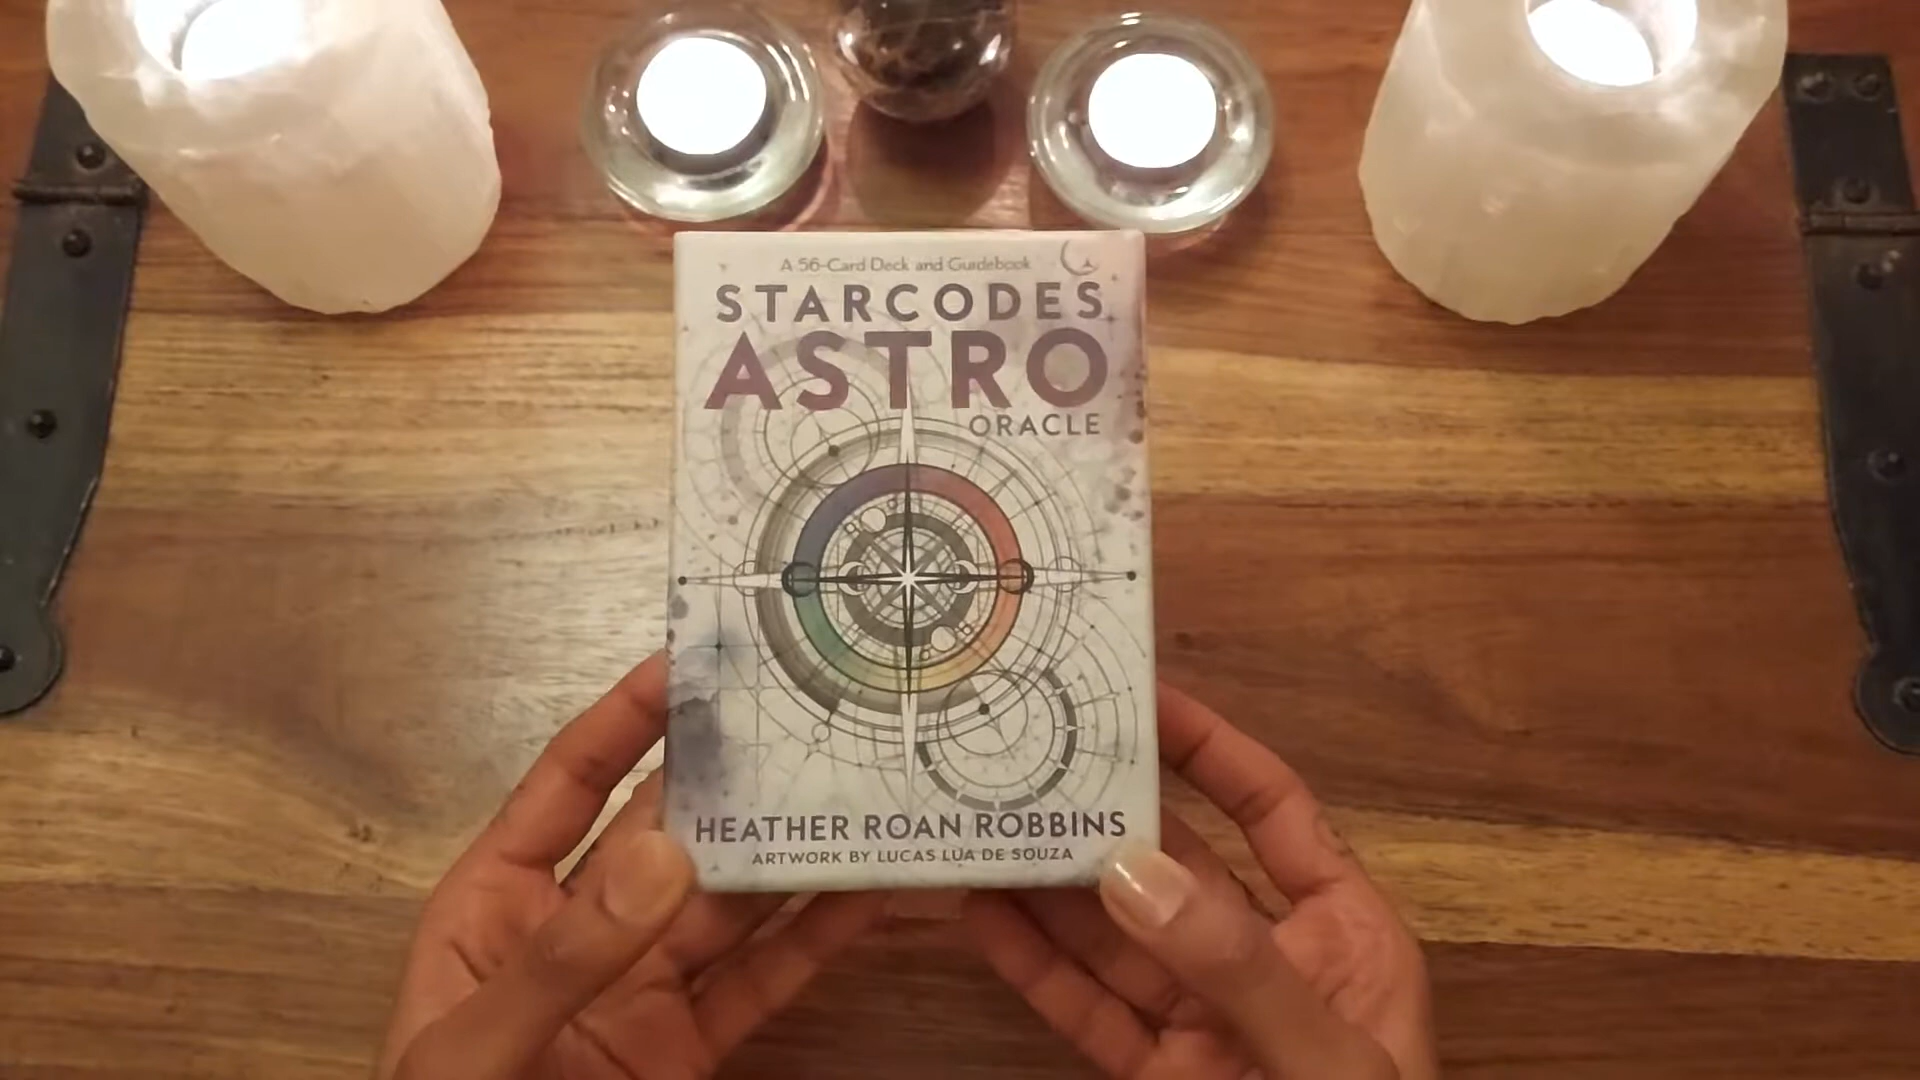 A 56-Card Deck and Guidebook
STARCODES
ASTRO
ORACLE
HEATHER ROAN ROBBINS
ARTWORK BY LUCAS LUA DE SOUZA